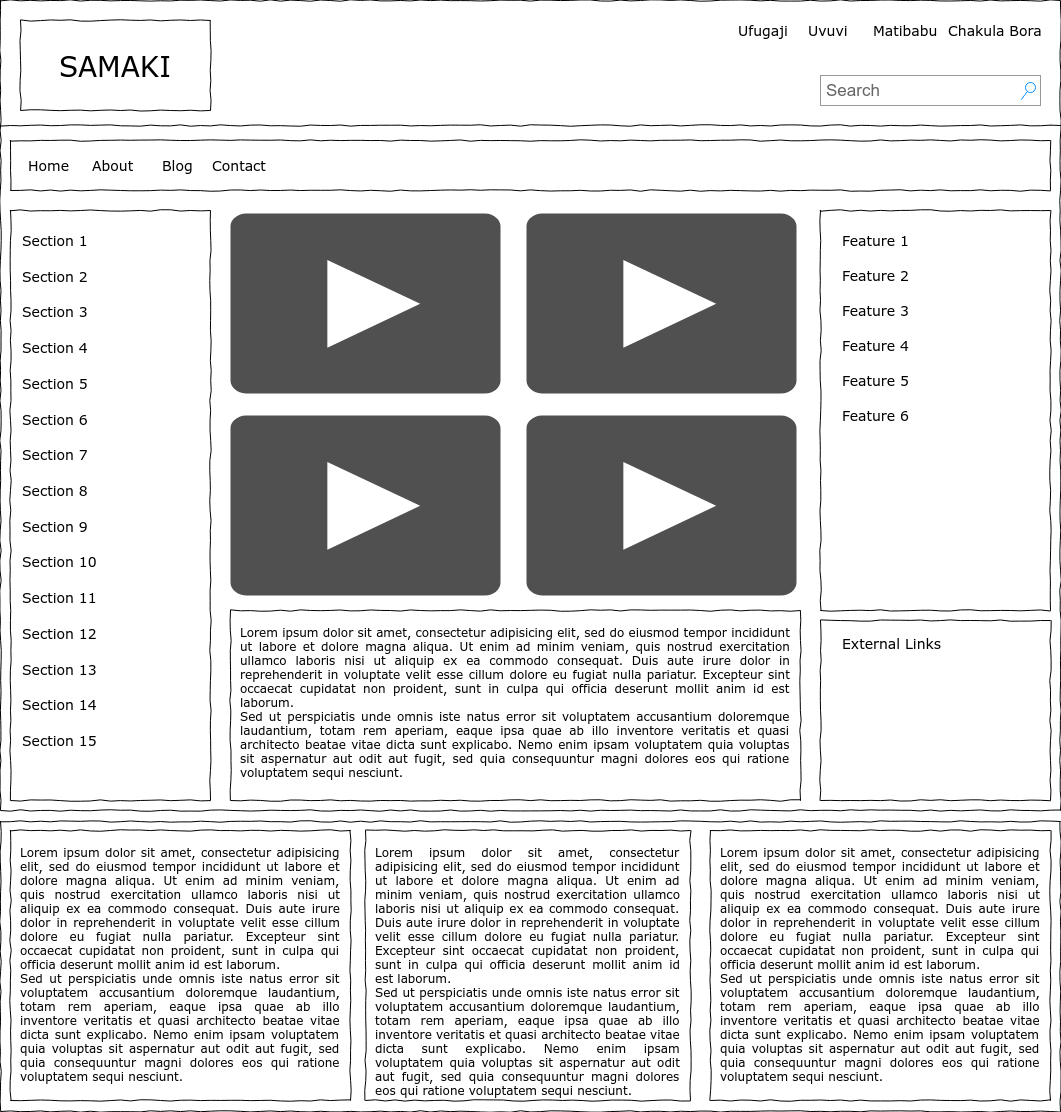 SAMAKI
Ufugaji Uvuvi Matibabu Chakula Bora
Search
Home About Blog Contact
Section 1
Section 2
Section 3
Section 4
Section 5
Section 6
Section 7
Section 8
Section 9
Section 10
Section 11
Section 12
Section 13
Section 14
Section 15
Lorem ipsum dolor sit amet, consectetur adipisicing elit, sed do eiusmod tempor incididunt
ut labore et dolore magna aliqua. Ut enim ad minim veniam, quis nostrud exercitation
ullamco laboris nisi ut aliquip ex ea commodo consequat. Duis aute irure dolor in
reprehenderit in voluptate velit esse cillum dolore eu fugiat nulla pariatur. Excepteur sint
occaecat cupidatat non proident, sunt in culpa qui officia deserunt mollit anim id est
laborum.
Sed ut perspiciatis unde omnis iste natus error sit voluptatem accusantium doloremque
laudantium, totam rem aperiam, eaque ipsa quae ab illo inventore veritatis et quasi
architecto beatae vitae dicta sunt explicabo. Nemo enim ipsam voluptatem quia voluptas
sit aspernatur aut odit aut fugit, sed quia consequuntur magni dolores eos qui ratione
voluptatem sequi nesciunt.
Feature 1
Feature 2
Feature 3
Feature 4
Feature 5
Feature 6
External Links
Lorem ipsum dolor sit amet, consectetur adipisicing
elit, sed do eiusmod tempor incididunt ut labore et
dolore magna aliqua. Ut enim ad minim veniam,
quis nostrud exercitation ullamco laboris nisi ut
aliquip ex ea commodo consequat. Duis aute irure
dolor in reprehenderit in voluptate velit esse cillum
dolore eu fugiat nulla pariatur. Excepteur sint
occaecat cupidatat non proident, sunt in culpa qui
officia deserunt mollit anim id est laborum.
Sed ut perspiciatis unde omnis iste natus error sit
voluptatem accusantium doloremque laudantium,
totam rem aperiam, eaque ipsa quae ab illo
inventore veritatis et quasi architecto beatae vitae
dicta sunt explicabo. Nemo enim ipsam voluptatem
quia voluptas sit aspernatur aut odit aut fugit, sed
quia consequuntur magni dolores eos qui ratione
voluptatem sequi nesciunt.
Lorem ipsum dolor sit amet, consectetur
adipisicing elit, sed do eiusmod tempor incididunt
ut labore et dolore magna aliqua. Ut enim ad
minim veniam, quis nostrud exercitation ullamco
laboris nisi ut aliquip ex ea commodo consequat.
Duis aute irure dolor in reprehenderit in voluptate
velit esse cillum dolore eu fugiat nulla pariatur.
Excepteur sint occaecat cupidatat non proident,
sunt in culpa qui officia deserunt mollit anim id
est laborum.
Sed ut perspiciatis unde omnis iste natus error sit
voluptatem accusantium doloremque laudantium,
totam rem aperiam, eaque ipsa quae ab illo
inventore veritatis et quasi architecto beatae vitae
dicta sunt explicabo. Nemo enim ipsam
voluptatem quia voluptas sit aspernatur aut odit
aut fugit, sed quia consequuntur magni dolores
eos qui ratione voluptatem sequi nesciunt.
Lorem ipsum dolor sit amet, consectetur adipisicing
elit, sed do eiusmod tempor incididunt ut labore et
dolore magna aliqua. Ut enim ad minim veniam,
quis nostrud exercitation ullamco laboris nisi ut
aliquip ex ea commodo consequat. Duis aute irure
dolor in reprehenderit in voluptate velit esse cillum
dolore eu fugiat nulla pariatur. Excepteur sint
occaecat cupidatat non proident, sunt in culpa qui
officia deserunt mollit anim id est laborum.
Sed ut perspiciatis unde omnis iste natus error sit
voluptatem accusantium doloremque laudantium,
totam rem aperiam, eaque ipsa quae ab illo
inventore veritatis et quasi architecto beatae vitae
dicta sunt explicabo. Nemo enim ipsam voluptatem
quia voluptas sit aspernatur aut odit aut fugit, sed
quia consequuntur magni dolores eos qui ratione
voluptatem sequi nesciunt.